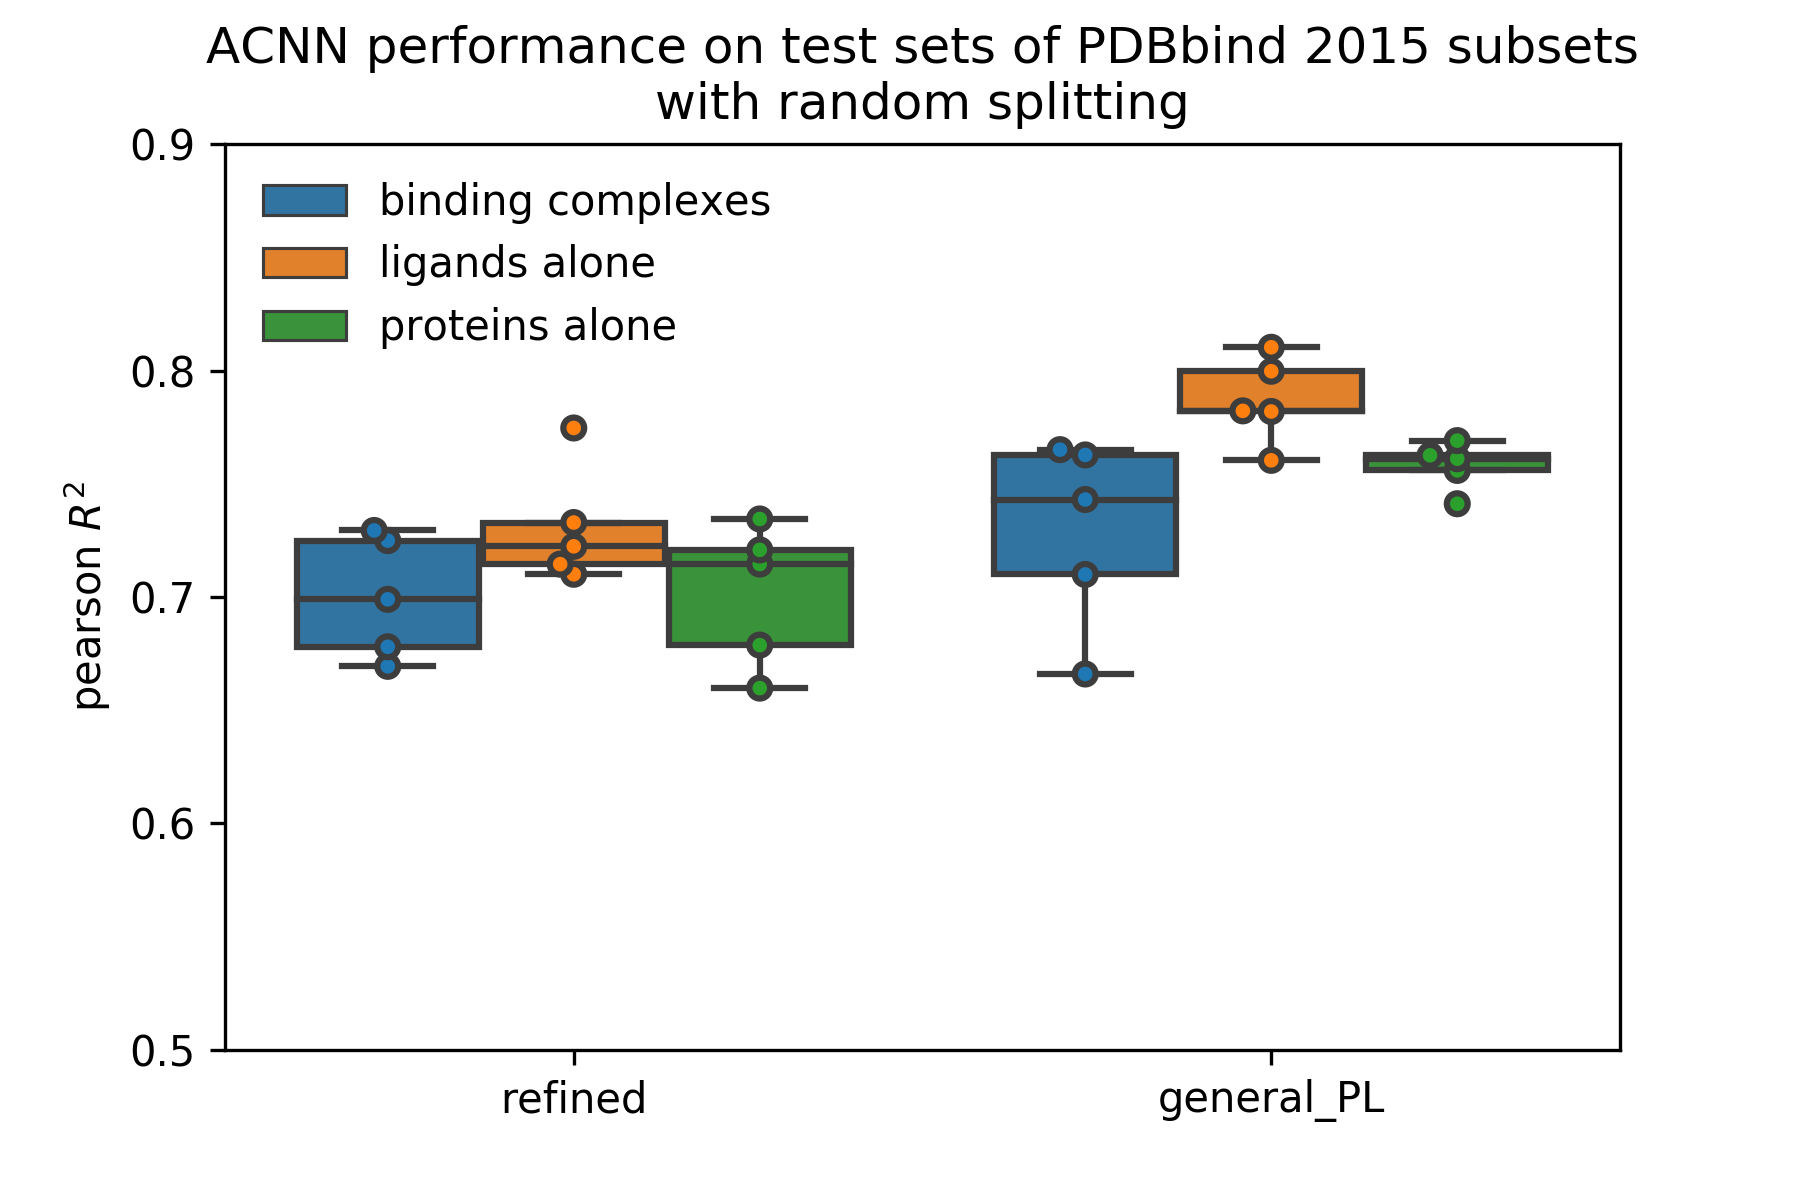 ACNN performance on test sets of PDBbind 2015 subsets
with random splitting
0.9
binding complexes
ligands alone
proteins alone
0.8
0.7
0.6
0.5
pearson R²
refined
general_PL